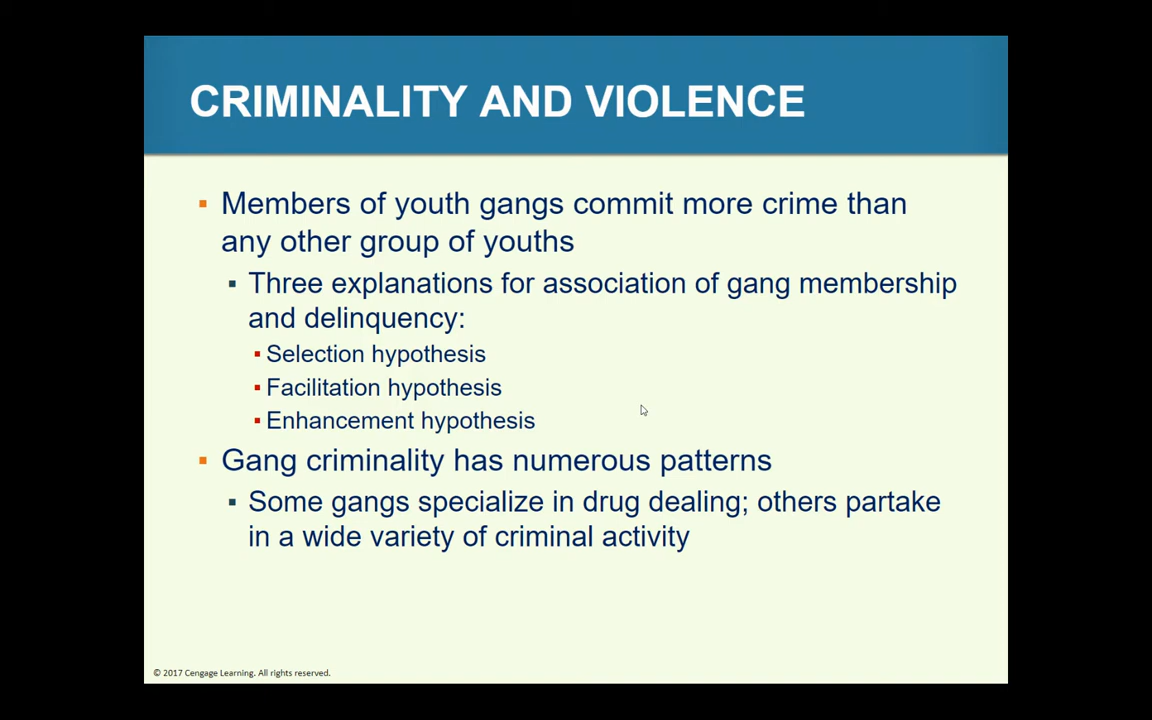 CRIMINALITY AND VIOLENCE
▪ Members of youth gangs commit more crime than
any other group of youths
▪ Three explanations for association of gang membership
and delinquency:
▪ Selection hypothesis
▪ Facilitation hypothesis
▪ Enhancement hypothesis
▪ Gang criminality has numerous patterns
▪ Some gangs specialize in drug dealing; others partake
in a wide variety of criminal activity
© 2017 Cengage Learning. All rights reserved.